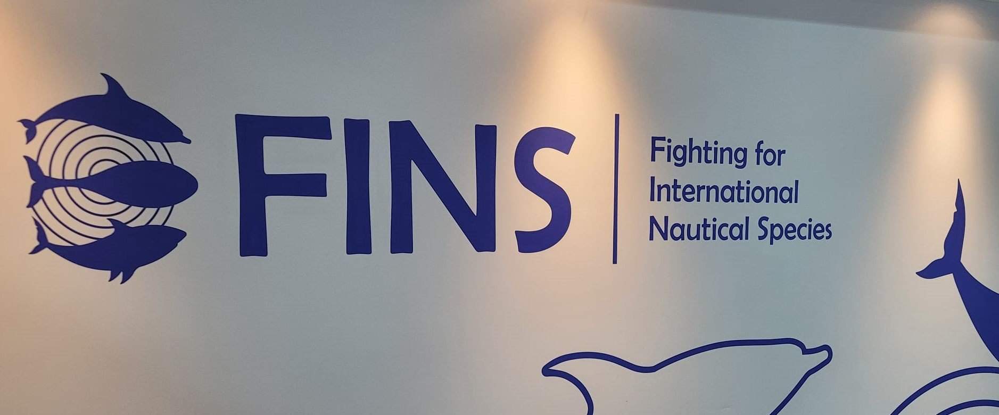 FINS
Fighting for
International
Nautical Species